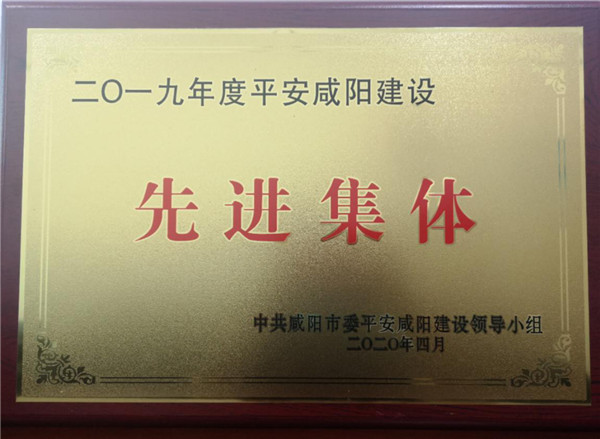 二〇一九年度平安咸阳建设
先进集体
中共咸阳市委平安咸阳建设领导小组
二〇二〇年四月